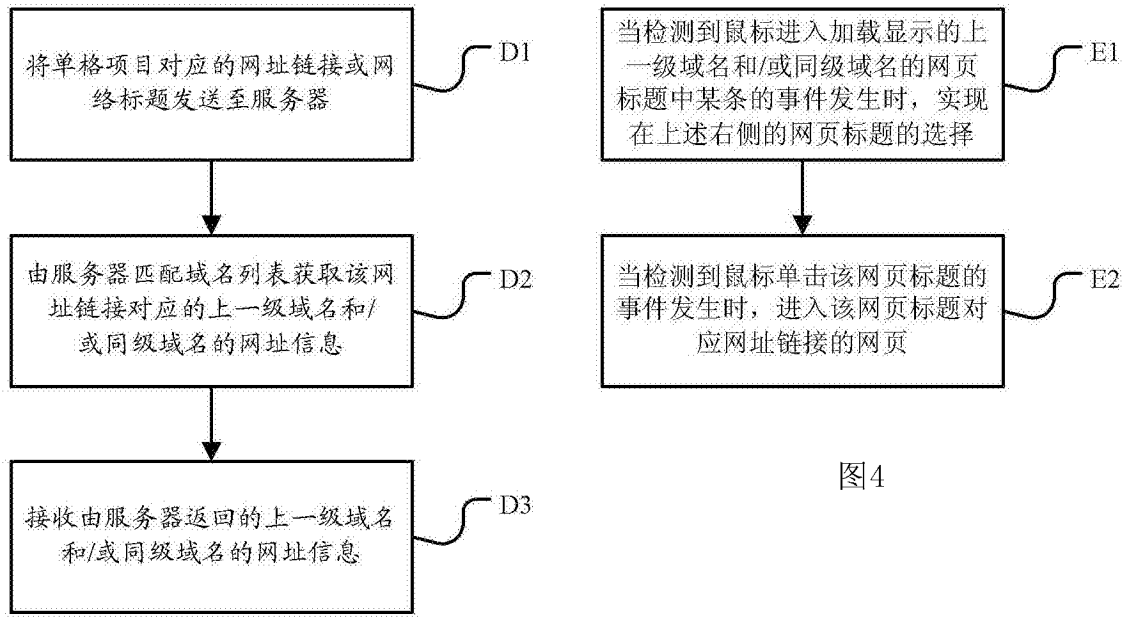 将单格项目对应的网址链接或网
络标题发送至服务器
D1
由服务器匹配域名列表获取该网
址链接对应的上一级域名和/
或同级域名的网址信息
D2
接收由服务器返回的上一级域名
和/或同级域名的网址信息
D3
当检测到鼠标进入加载显示的上
一级域名和/或同级域名的网页
标题中某条的事件发生时，实现
在上述右侧的网页标题的选择
E1
当检测到鼠标单击该网页标题的
事件发生时，进入该网页标题对
应网址链接的网页
E2
图4